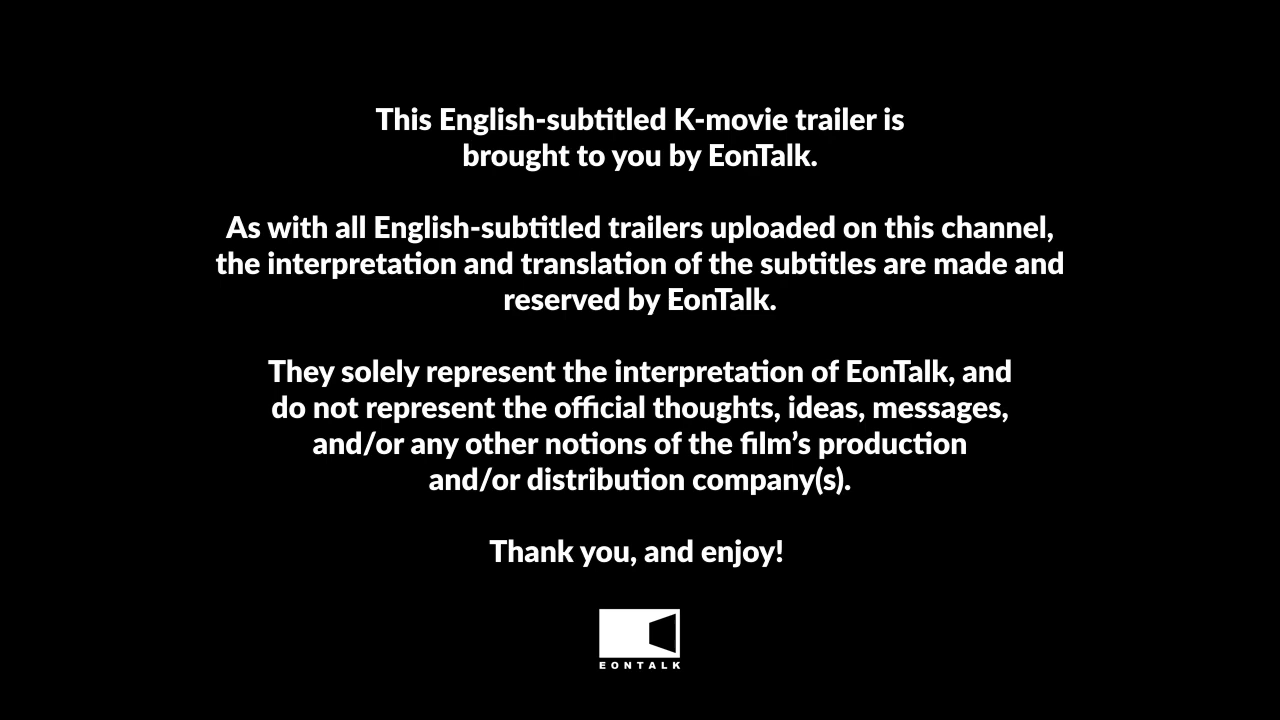 This English-subtitled K-movie trailer is
brought to you by EonTalk.
As with all English-subtitled trailers uploaded on this channel,
the interpretation and translation of the subtitles are made and
reserved by EonTalk.
They solely represent the interpretation of EonTalk, and
do not represent the official thoughts, ideas, messages,
and/or any other notions of the film’s production
and/or distribution company(s).
Thank you, and enjoy!
EONTALK